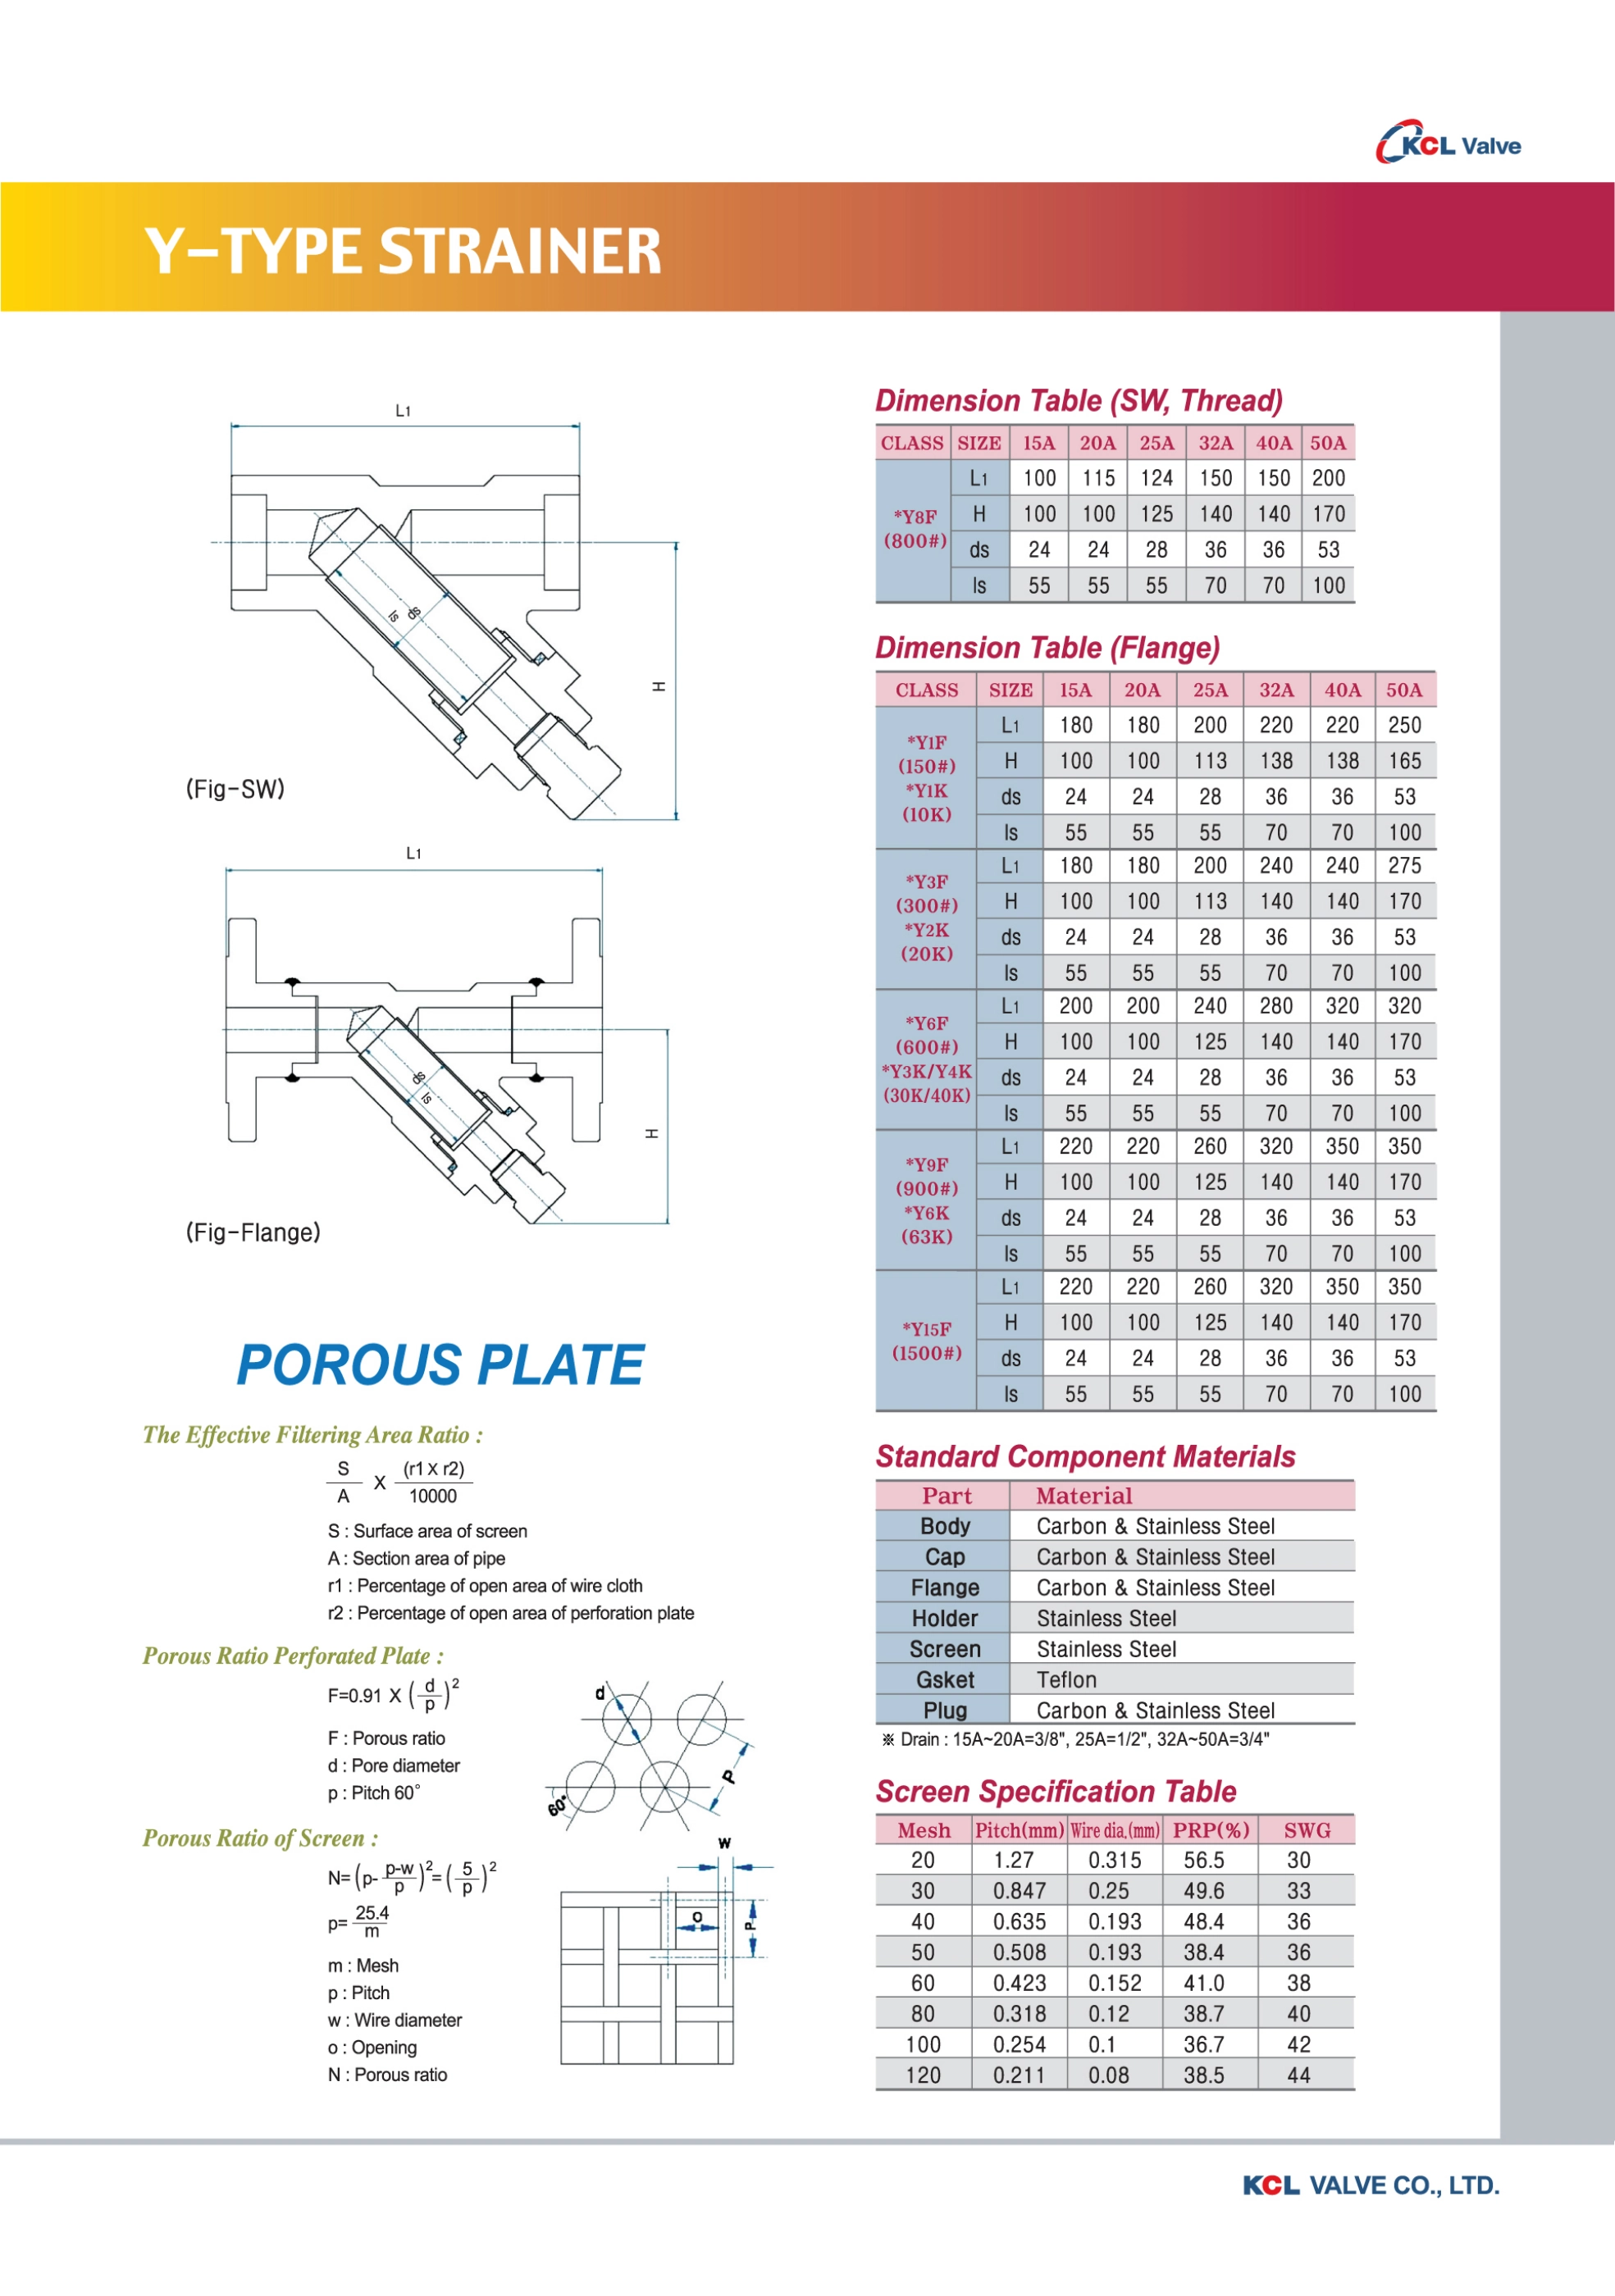 KCL Valve
Y-TYPE STRAINER
L1
H
ls
ds
(Fig-SW)
L1
H
ds
ls
(Fig-Flange)
POROUS PLATE
The Effective Filtering Area Ratio :
S/A X (r1 X r2)/10000
S : Surface area of screen
A : Section area of pipe
r1 : Percentage of open area of wire cloth
r2 : Percentage of open area of perforation plate
Porous Ratio Perforated Plate :
F=0.91 X (d/p)2
F : Porous ratio
d : Pore diameter
p : Pitch 60°
d
P
60°
Porous Ratio of Screen :
N= (p- p-w/p)2= (5/p)2
p= 25.4/m
m : Mesh
p : Pitch
w : Wire diameter
o : Opening
N : Porous ratio
w
o
P
Dimension Table (SW, Thread)
CLASS SIZE 15A 20A 25A 32A 40A 50A
*Y8F (800#)
L1 100 115 124 150 150 200
H 100 100 125 140 140 170
ds 24 24 28 36 36 53
ls 55 55 55 70 70 100
Dimension Table (Flange)
CLASS SIZE 15A 20A 25A 32A 40A 50A
*Y1F (150#) *Y1K (10K)
L1 180 180 200 220 220 250
H 100 100 113 138 138 165
ds 24 24 28 36 36 53
ls 55 55 55 70 70 100
*Y3F (300#) *Y2K (20K)
L1 180 180 200 240 240 275
H 100 100 113 140 140 170
ds 24 24 28 36 36 53
ls 55 55 55 70 70 100
*Y6F (600#) *Y3K/Y4K (30K/40K)
L1 200 200 240 280 320 320
H 100 100 125 140 140 170
ds 24 24 28 36 36 53
ls 55 55 55 70 70 100
*Y9F (900#) *Y6K (63K)
L1 220 220 260 320 350 350
H 100 100 125 140 140 170
ds 24 24 28 36 36 53
ls 55 55 55 70 70 100
*Y15F (1500#)
L1 220 220 260 320 350 350
H 100 100 125 140 140 170
ds 24 24 28 36 36 53
ls 55 55 55 70 70 100
Standard Component Materials
Part Material
Body Carbon & Stainless Steel
Cap Carbon & Stainless Steel
Flange Carbon & Stainless Steel
Holder Stainless Steel
Screen Stainless Steel
Gsket Teflon
Plug Carbon & Stainless Steel
※ Drain : 15A~20A=3/8", 25A=1/2", 32A~50A=3/4"
Screen Specification Table
Mesh Pitch(mm) Wire dia.(mm) PRP(%) SWG
20 1.27 0.315 56.5 30
30 0.847 0.25 49.6 33
40 0.635 0.193 48.4 36
50 0.508 0.193 38.4 36
60 0.423 0.152 41.0 38
80 0.318 0.12 38.7 40
100 0.254 0.1 36.7 42
120 0.211 0.08 38.5 44
KCL VALVE CO., LTD.